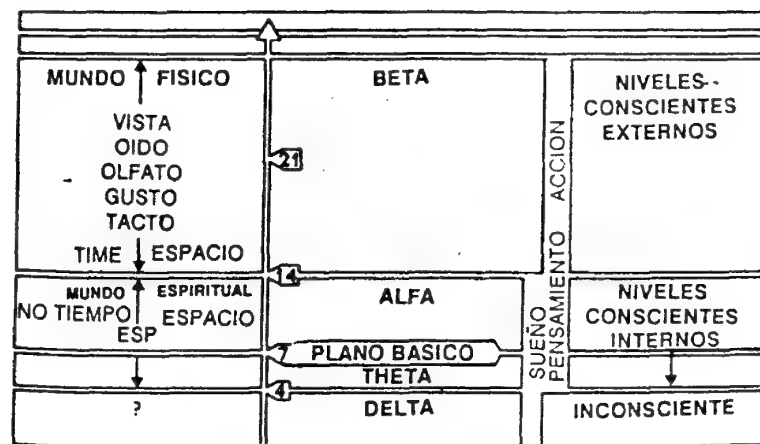 MUNDO FISICO
VISTA
OIDO
OLFATO
GUSTO
TACTO
TIME ESPACIO
MUNDO ESPIRITUAL
NO TIEMPO ESPACIO
ESP
?
BETA
21
14
ALFA
7 PLANO BASICO
THETA
4
DELTA
SUEÑO
PENSAMIENTO ACCION
NIVELES--
CONSCIENTES
EXTERNOS
NIVELES
CONSCIENTES
INTERNOS
INCONSCIENTE